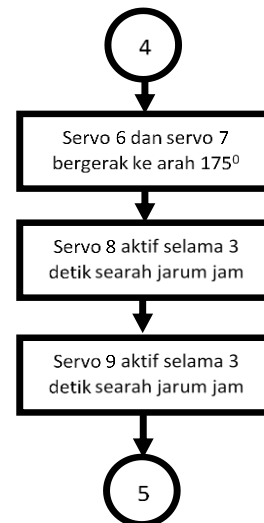 4
Servo 6 dan servo 7
bergerak ke arah 175⁰
Servo 8 aktif selama 3
detik searah jarum jam
Servo 9 aktif selama 3
detik searah jarum jam
5